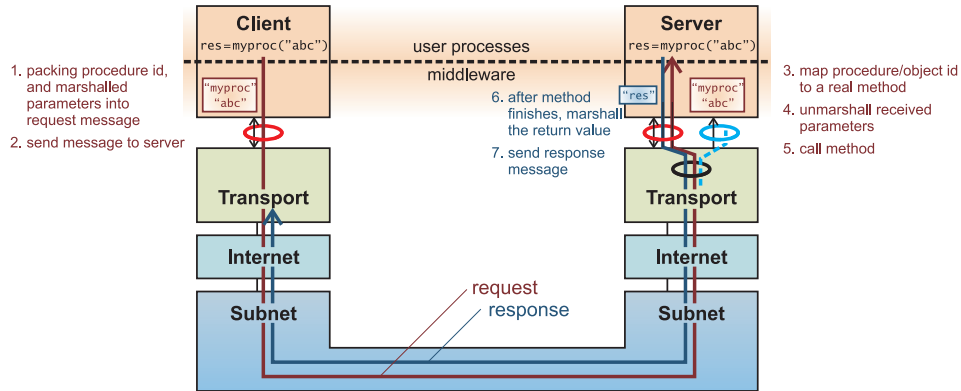 Client
res=myproc("abc")
Server
res=myproc("abc")
user processes
middleware
1. packing procedure id,
and marshalled
parameters into
request message
2. send message to server
"myproc"
"abc"
6. after method
finishes, marshall
the return value
7. send response
message
"res"
"myproc"
"abc"
3. map procedure/object id
to a real method
4. unmarshall received
parameters
5. call method
Transport
Transport
Internet
Internet
Subnet
Subnet
request
response